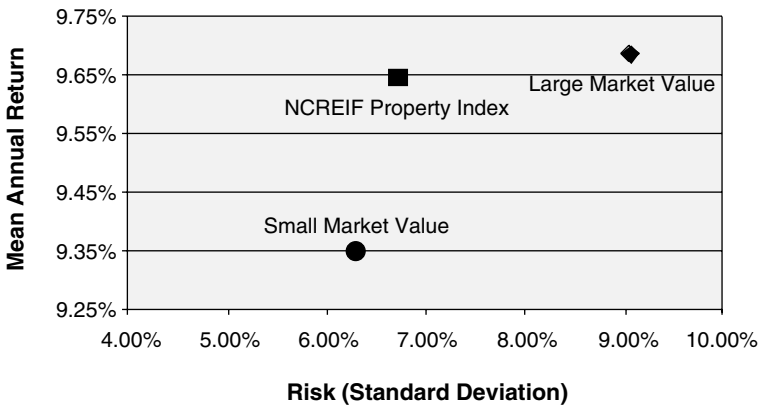 9.75%
9.65%
9.55%
9.45%
9.35%
9.25%
Mean Annual Return
Large Market Value
NCREIF Property Index
Small Market Value
4.00% 5.00% 6.00% 7.00% 8.00% 9.00% 10.00%
Risk (Standard Deviation)